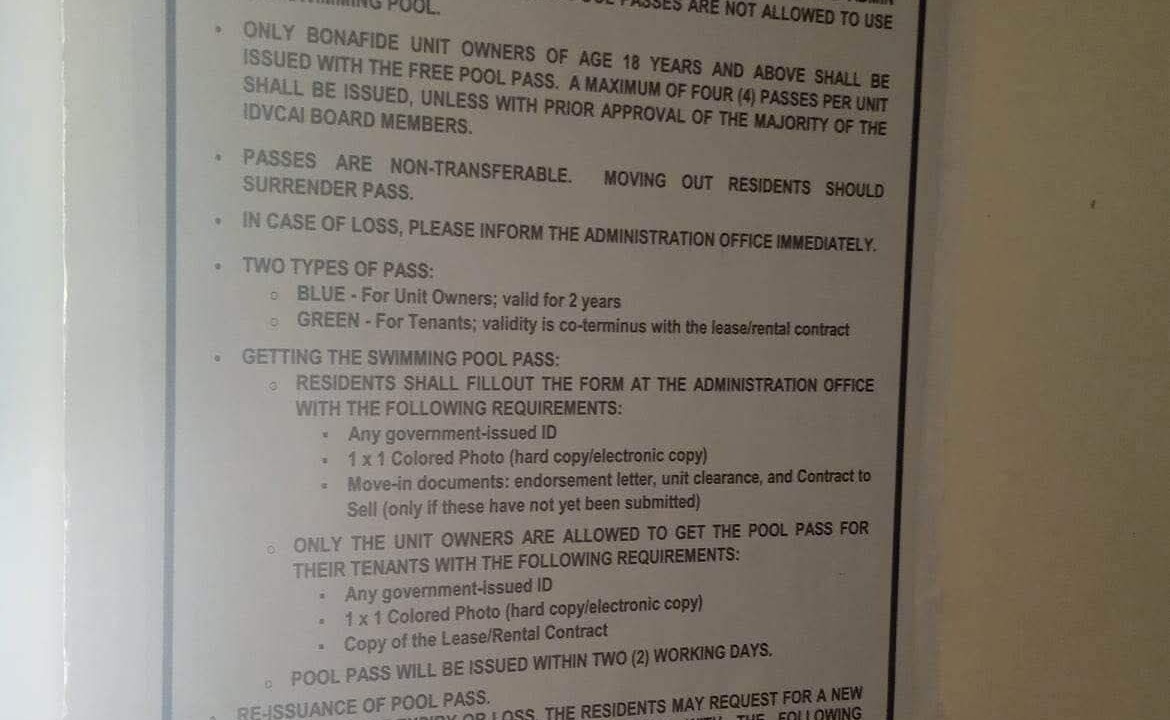 PASSES ARE NOT ALLOWED TO USE
POOL.
• ONLY BONAFIDE UNIT OWNERS OF AGE 18 YEARS AND ABOVE SHALL BE
ISSUED WITH THE FREE POOL PASS. A MAXIMUM OF FOUR (4) PASSES PER UNIT
SHALL BE ISSUED, UNLESS WITH PRIOR APPROVAL OF THE MAJORITY OF THE
IDVCAI BOARD MEMBERS.
• PASSES ARE NON-TRANSFERABLE. MOVING OUT RESIDENTS SHOULD
SURRENDER PASS.
• IN CASE OF LOSS, PLEASE INFORM THE ADMINISTRATION OFFICE IMMEDIATELY.
• TWO TYPES OF PASS:
o BLUE - For Unit Owners; valid for 2 years
o GREEN - For Tenants; validity is co-terminus with the lease/rental contract
• GETTING THE SWIMMING POOL PASS:
o RESIDENTS SHALL FILLOUT THE FORM AT THE ADMINISTRATION OFFICE
WITH THE FOLLOWING REQUIREMENTS:
▪ Any government-issued ID
▪ 1 x 1 Colored Photo (hard copy/electronic copy)
▪ Move-in documents: endorsement letter, unit clearance, and Contract to
Sell (only if these have not yet been submitted)
o ONLY THE UNIT OWNERS ARE ALLOWED TO GET THE POOL PASS FOR
THEIR TENANTS WITH THE FOLLOWING REQUIREMENTS:
▪ Any government-issued ID
▪ 1 x 1 Colored Photo (hard copy/electronic copy)
▪ Copy of the Lease/Rental Contract
o POOL PASS WILL BE ISSUED WITHIN TWO (2) WORKING DAYS.
• RE-ISSUANCE OF POOL PASS.
OR LOSS, THE RESIDENTS MAY REQUEST FOR A NEW
THE FOLLOWING